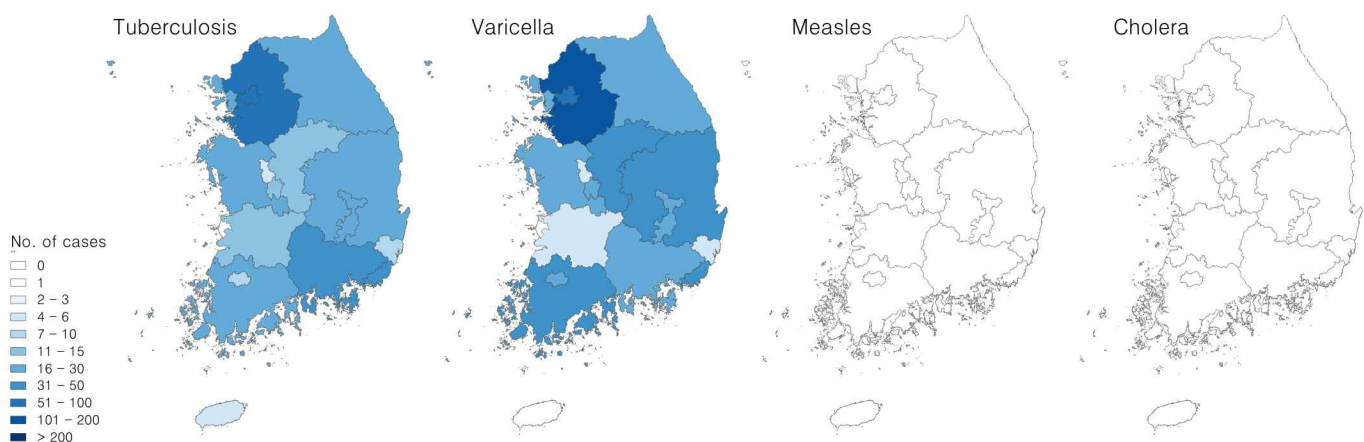 Tuberculosis
Varicella
Measles
Cholera
No. of cases
0
1
2 – 3
4 – 6
7 – 10
11 – 15
16 – 30
31 – 50
51 – 100
101 – 200
> 200